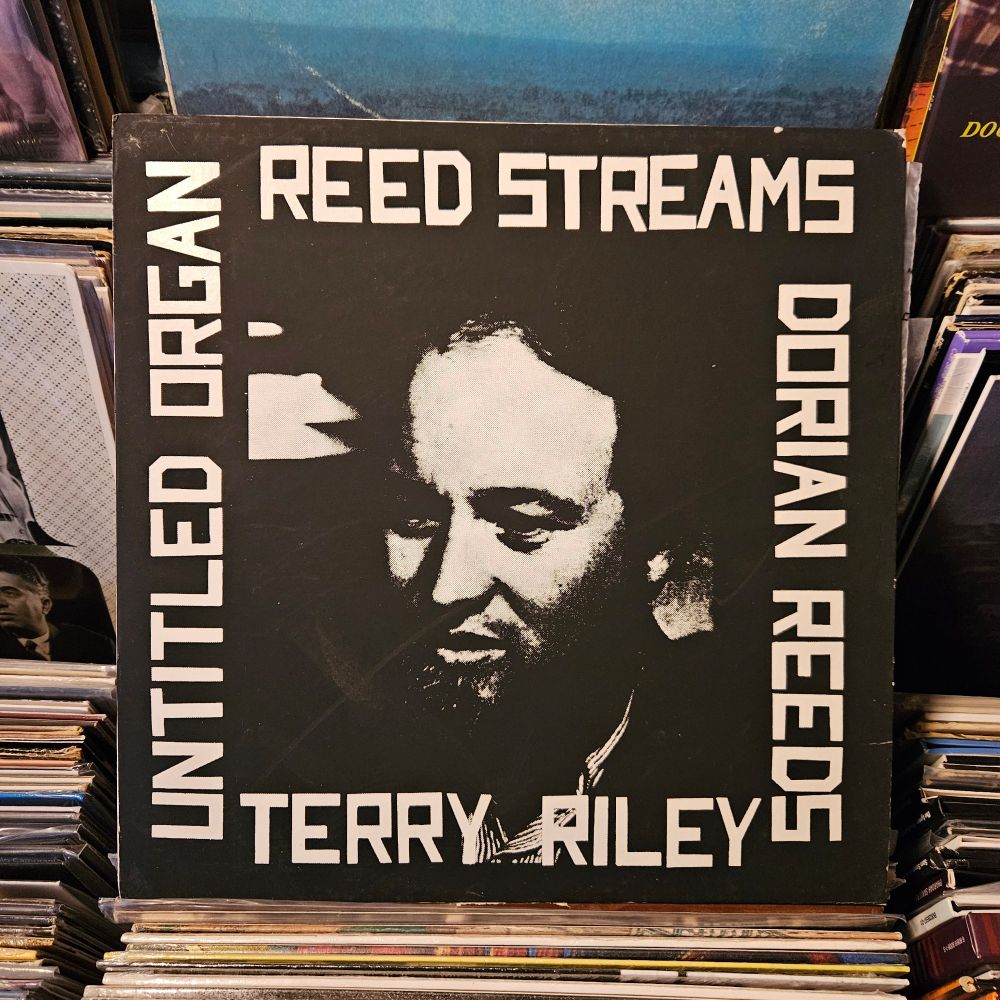 REED STREAMS
UNTITLED ORGAN
DORIAN REEDS
TERRY RILEY